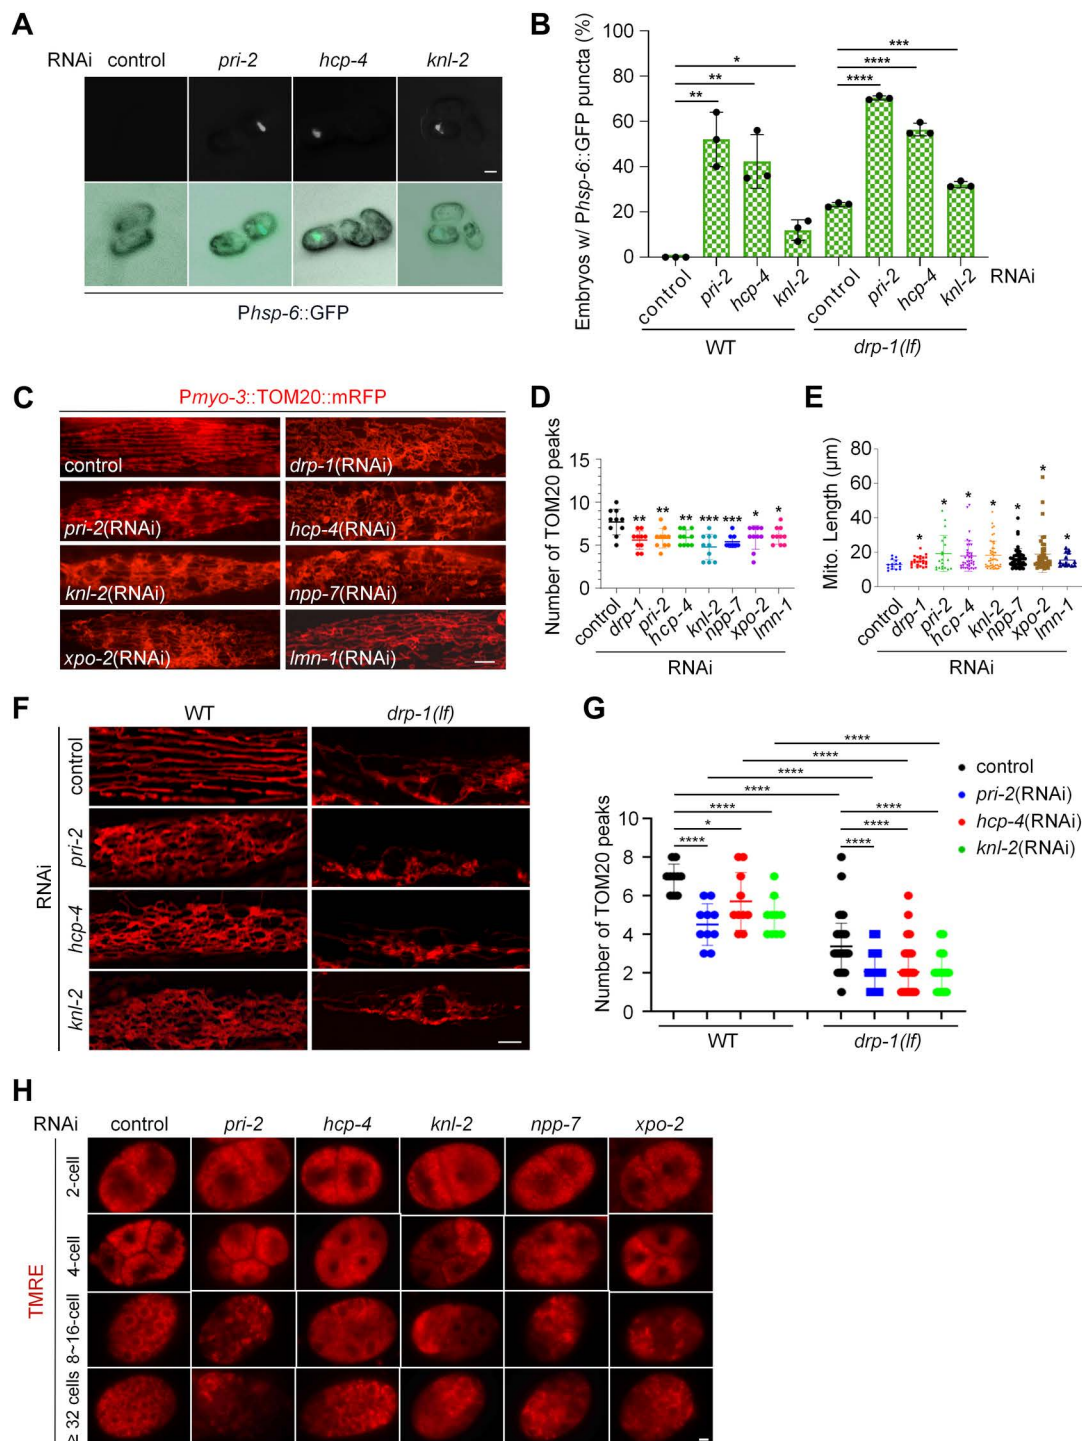 A
RNAi control pri-2 hcp-4 knl-2
Phsp-6::GFP
B
Embryos w/ Phsp-6::GFP puncta (%)
100
80
60
40
20
0
* ** ** *** **** ****
control pri-2 hcp-4 knl-2 control pri-2 hcp-4 knl-2 RNAi
WT drp-1(lf)
C
Pmyo-3::TOM20::mRFP
control drp-1(RNAi)
pri-2(RNAi) hcp-4(RNAi)
knl-2(RNAi) npp-7(RNAi)
xpo-2(RNAi) lmn-1(RNAi)
D
Number of TOM20 peaks
15
10
5
0
** ** ** *** *** * *
control drp-1 pri-2 hcp-4 knl-2 npp-7 xpo-2 lmn-1
RNAi
E
Mito. Length (μm)
80
60
40
20
0
* * * * * * *
control drp-1 pri-2 hcp-4 knl-2 npp-7 xpo-2 lmn-1
RNAi
F
WT drp-1(lf)
RNAi
control
pri-2
hcp-4
knl-2
G
Number of TOM20 peaks
10
8
6
4
2
0
****
****
****
****
**** ****
* ****
**** ****
WT drp-1(lf)
control
pri-2(RNAi)
hcp-4(RNAi)
knl-2(RNAi)
H
RNAi control pri-2 hcp-4 knl-2 npp-7 xpo-2
TMRE
2-cell
4-cell
8~16-cell
≥ 32 cells